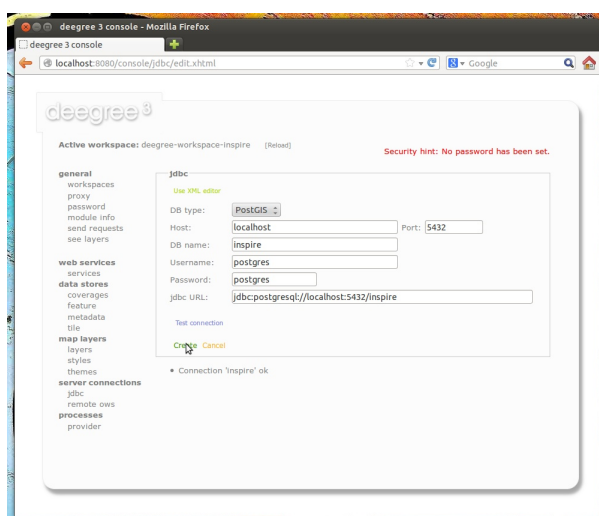 deegree 3 console - Mozilla Firefox
deegree 3 console
localhost:8080/console/jdbc/edit.xhtml
Google
deegree 3
Active workspace: deegree-workspace-inspire [Reload]
Security hint: No password has been set.
general
workspaces
proxy
password
module info
send requests
see layers
web services
services
data stores
coverages
feature
metadata
tile
map layers
layers
styles
themes
server connections
jdbc
remote ows
processes
provider
jdbc
Use XML editor
DB type: PostGIS
Host: localhost Port: 5432
DB name: inspire
Username: postgres
Password: postgres
jdbc URL: jdbc:postgresql://localhost:5432/inspire
Test connection
Create Cancel
• Connection 'inspire' ok